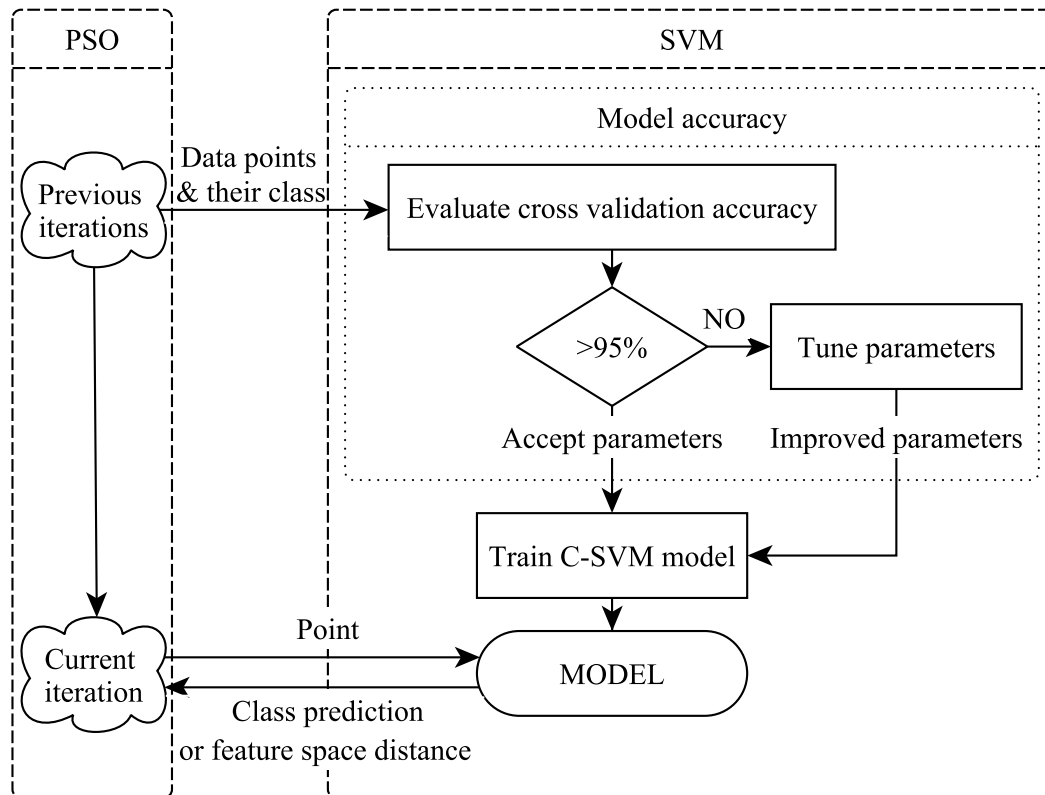 PSO
SVM
Model accuracy
Data points
& their class
Previous
iterations
Evaluate cross validation accuracy
>95%
NO
Tune parameters
Accept parameters
Improved parameters
Train C-SVM model
Point
Current
iteration
MODEL
Class prediction
or feature space distance